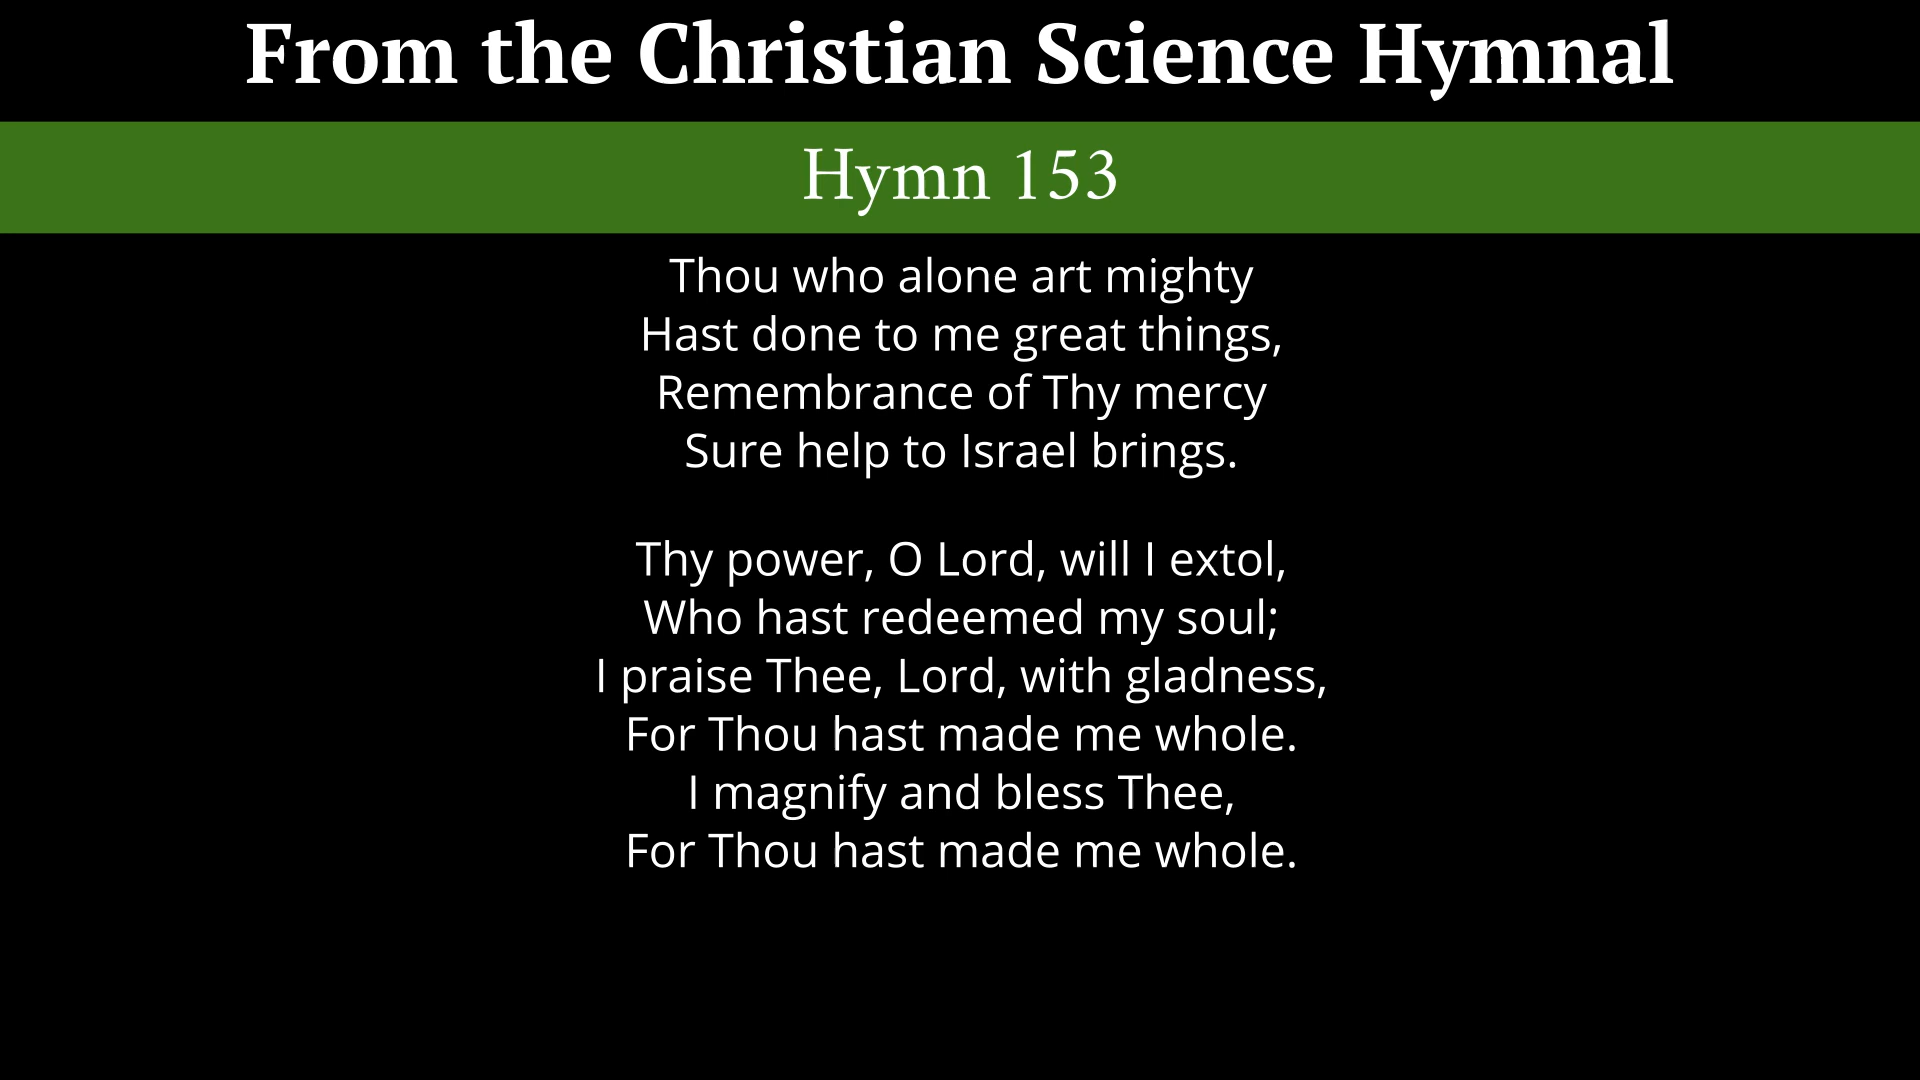 From the Christian Science Hymnal
Hymn 153
Thou who alone art mighty
Hast done to me great things,
Remembrance of Thy mercy
Sure help to Israel brings.
Thy power, O Lord, will I extol,
Who hast redeemed my soul;
I praise Thee, Lord, with gladness,
For Thou hast made me whole.
I magnify and bless Thee,
For Thou hast made me whole.